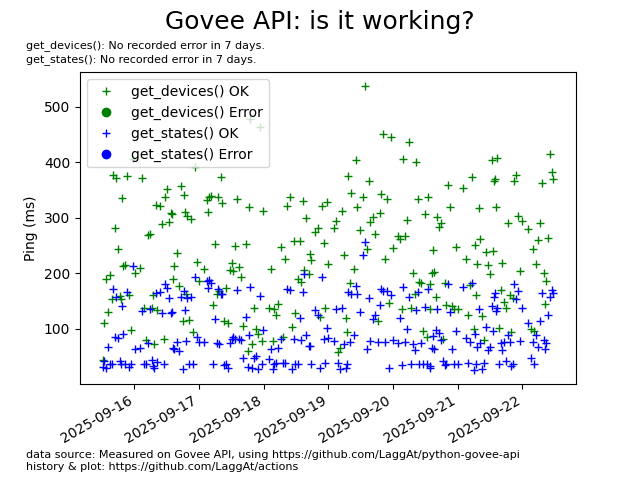 Govee API: is it working?
get_devices(): No recorded error in 7 days.
get_states(): No recorded error in 7 days.
get_devices() OK
get_devices() Error
get_states() OK
get_states() Error
Ping (ms)
500
400
300
200
100
2025-09-16
2025-09-17
2025-09-18
2025-09-19
2025-09-20
2025-09-21
2025-09-22
data source: Measured on Govee API, using https://github.com/LaggAt/python-govee-api
history & plot: https://github.com/LaggAt/actions